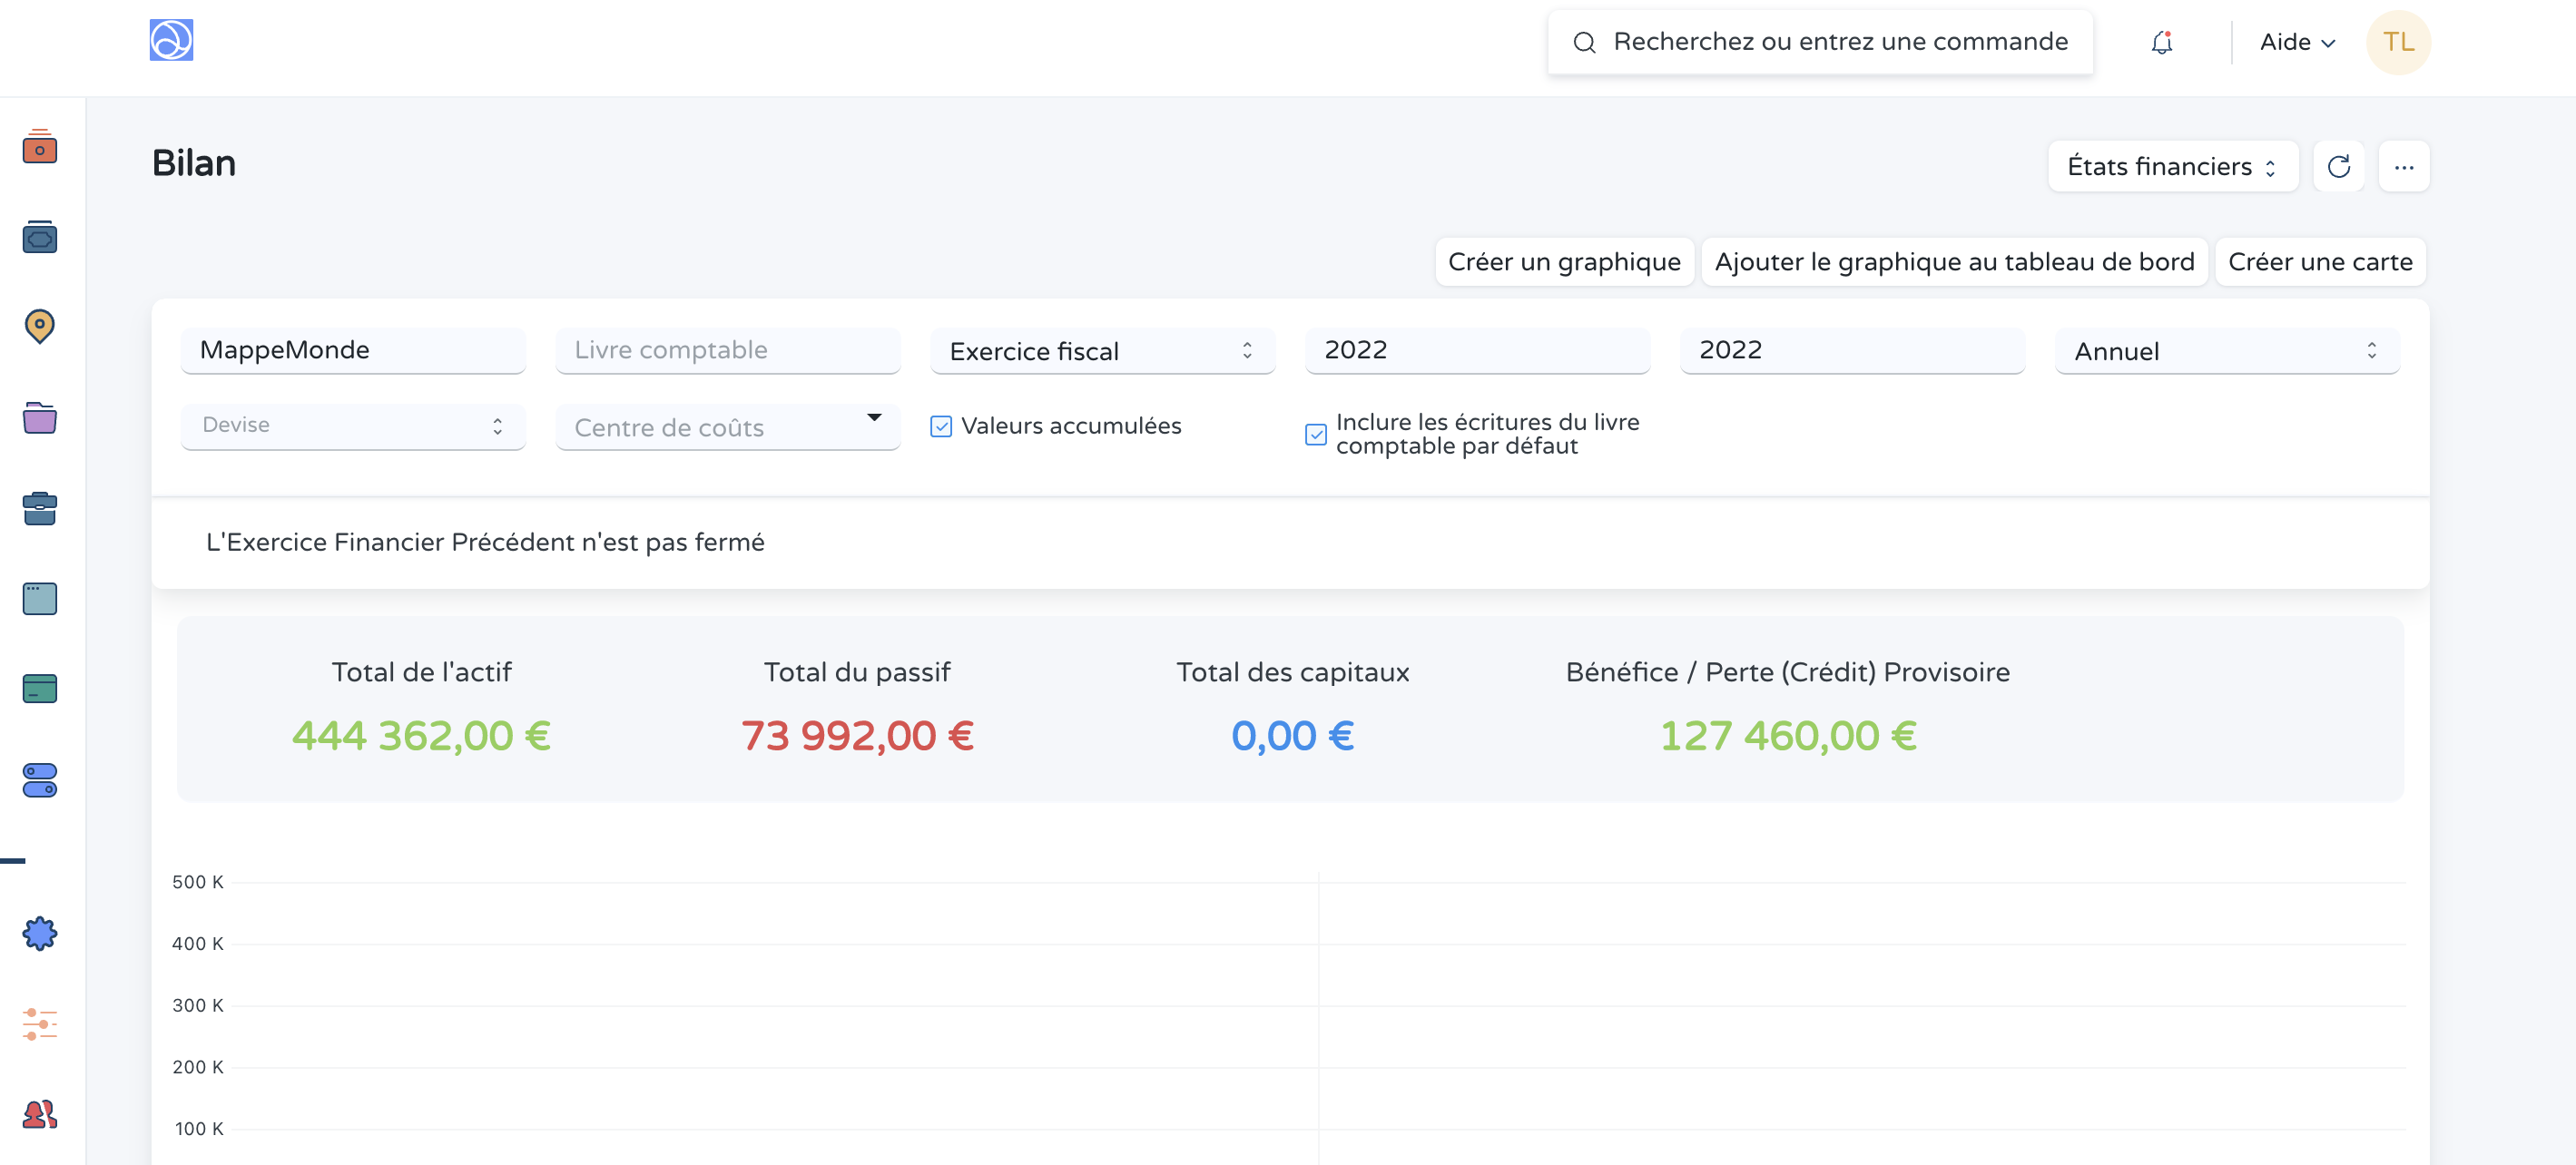 Recherchez ou entrez une commande
Aide
TL
Bilan
États financiers
Créer un graphique
Ajouter le graphique au tableau de bord
Créer une carte
MappeMonde
Livre comptable
Exercice fiscal
2022
2022
Annuel
Devise
Centre de coûts
Valeurs accumulées
Inclure les écritures du livre
comptable par défaut
L'Exercice Financier Précédent n'est pas fermé
Total de l'actif
444 362,00 €
Total du passif
73 992,00 €
Total des capitaux
0,00 €
Bénéfice / Perte (Crédit) Provisoire
127 460,00 €
500 K
400 K
300 K
200 K
100 K